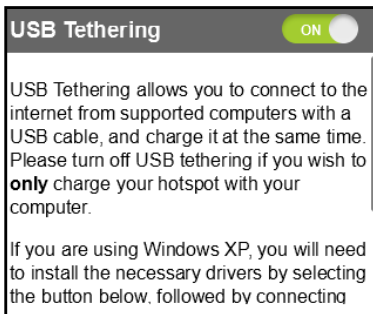 USB Tethering ON
USB Tethering allows you to connect to the
internet from supported computers with a
USB cable, and charge it at the same time.
Please turn off USB tethering if you wish to
only charge your hotspot with your
computer.
If you are using Windows XP, you will need
to install the necessary drivers by selecting
the button below, followed by connecting